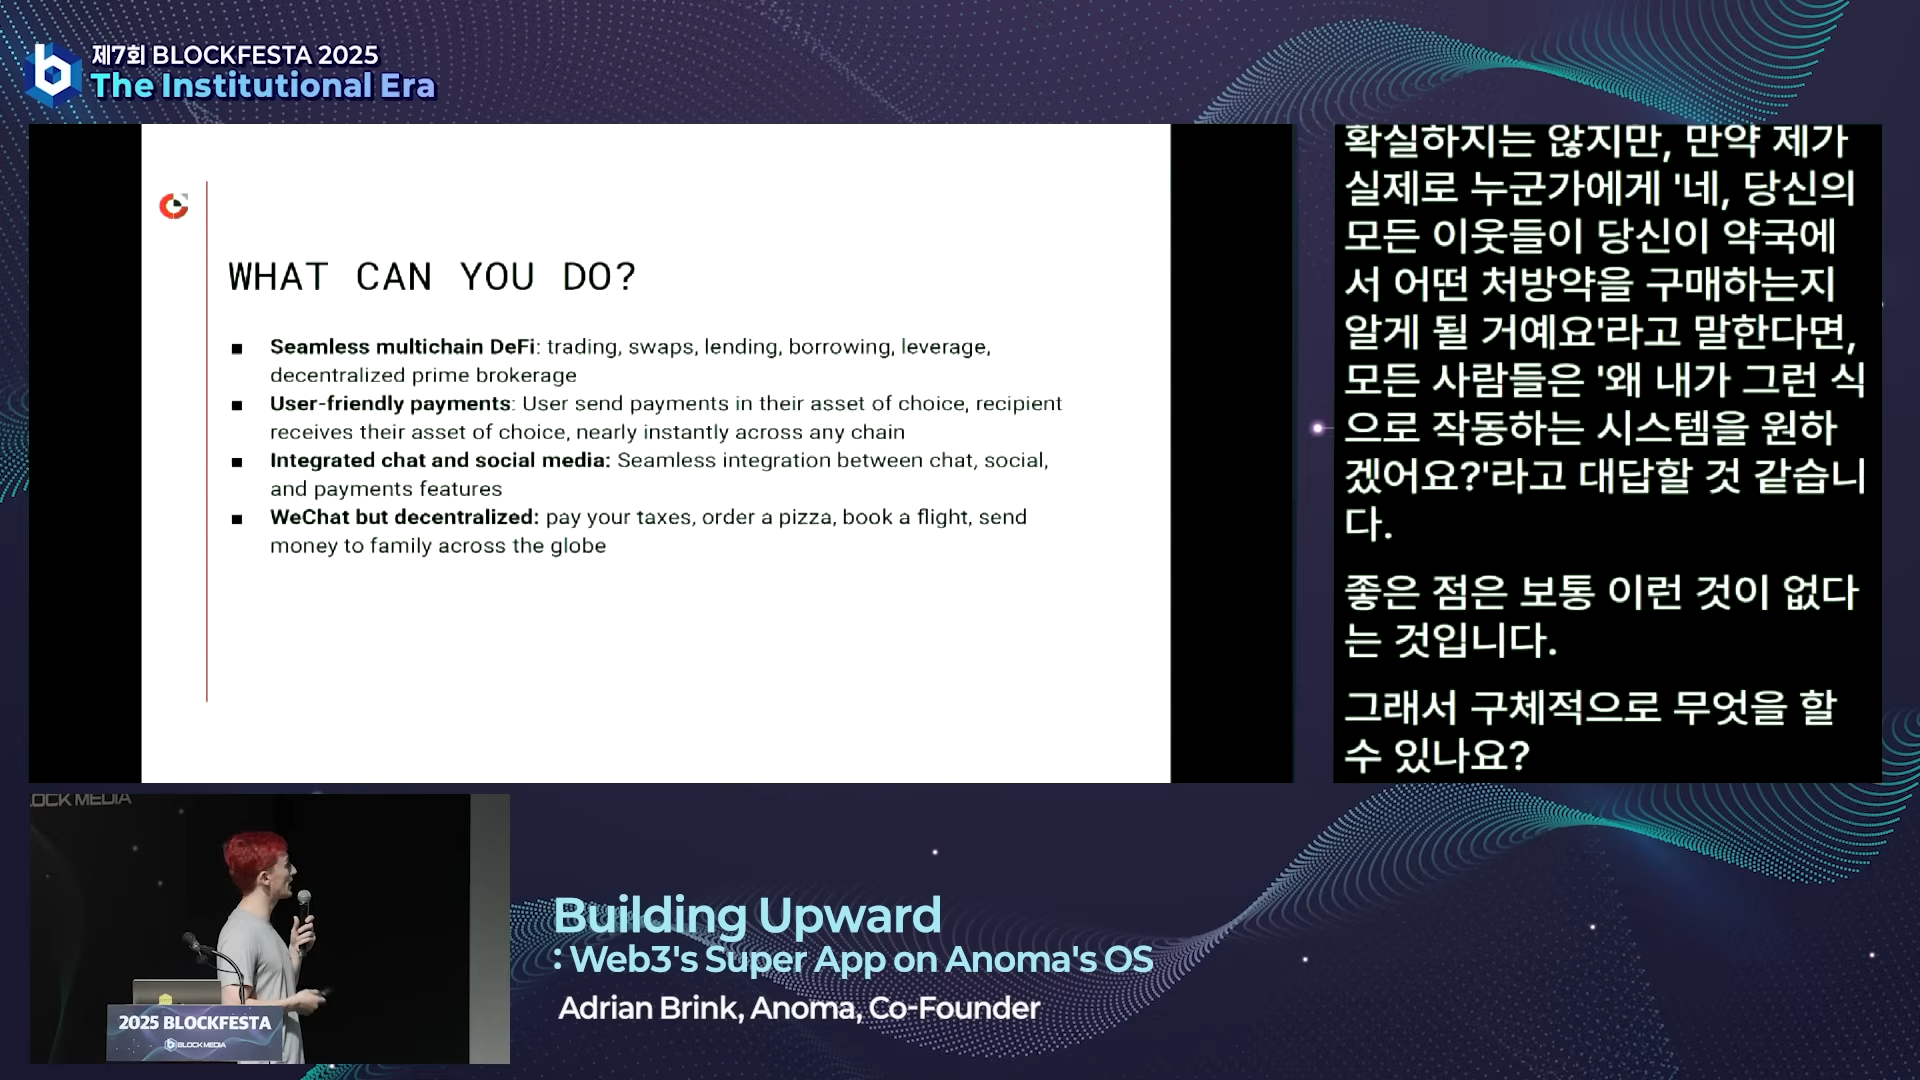 제7회 BLOCKFESTA 2025
The Institutional Era
WHAT CAN YOU DO?
■ Seamless multichain DeFi: trading, swaps, lending, borrowing, leverage,
decentralized prime brokerage
■ User-friendly payments: User send payments in their asset of choice, recipient
receives their asset of choice, nearly instantly across any chain
■ Integrated chat and social media: Seamless integration between chat, social,
and payments features
■ WeChat but decentralized: pay your taxes, order a pizza, book a flight, send
money to family across the globe
확실하지는 않지만, 만약 제가
실제로 누군가에게 '네, 당신의
모든 이웃들이 당신이 약국에
서 어떤 처방약을 구매하는지
알게 될 거예요'라고 말한다면,
모든 사람들은 '왜 내가 그런 식
으로 작동하는 시스템을 원하
겠어요?'라고 대답할 것 같습니
다.
좋은 점은 보통 이런 것이 없다
는 것입니다.
그래서 구체적으로 무엇을 할
수 있나요?
LOCK MEDIA
2025 BLOCKFESTA
BLOCKMEDIA
Building Upward
: Web3's Super App on Anoma's OS
Adrian Brink, Anoma, Co-Founder